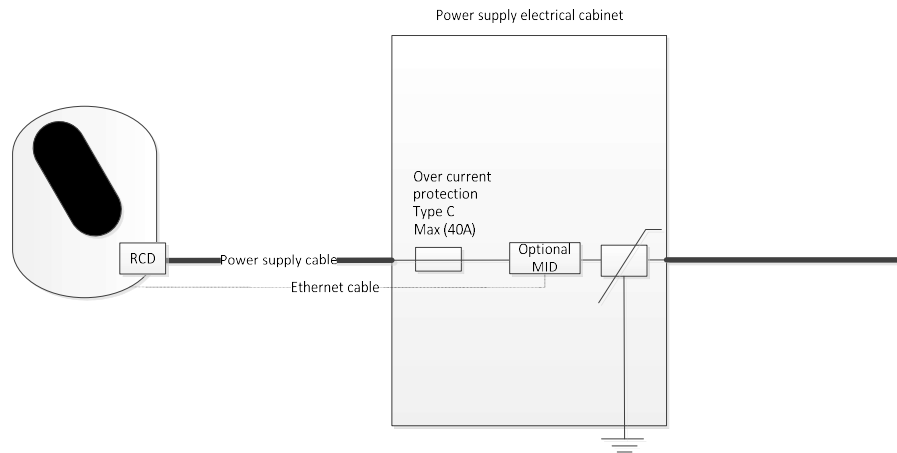 Power supply electrical cabinet
Over current
protection
Type C
Max (40A)
RCD
Power supply cable
Optional
MID
Ethernet cable